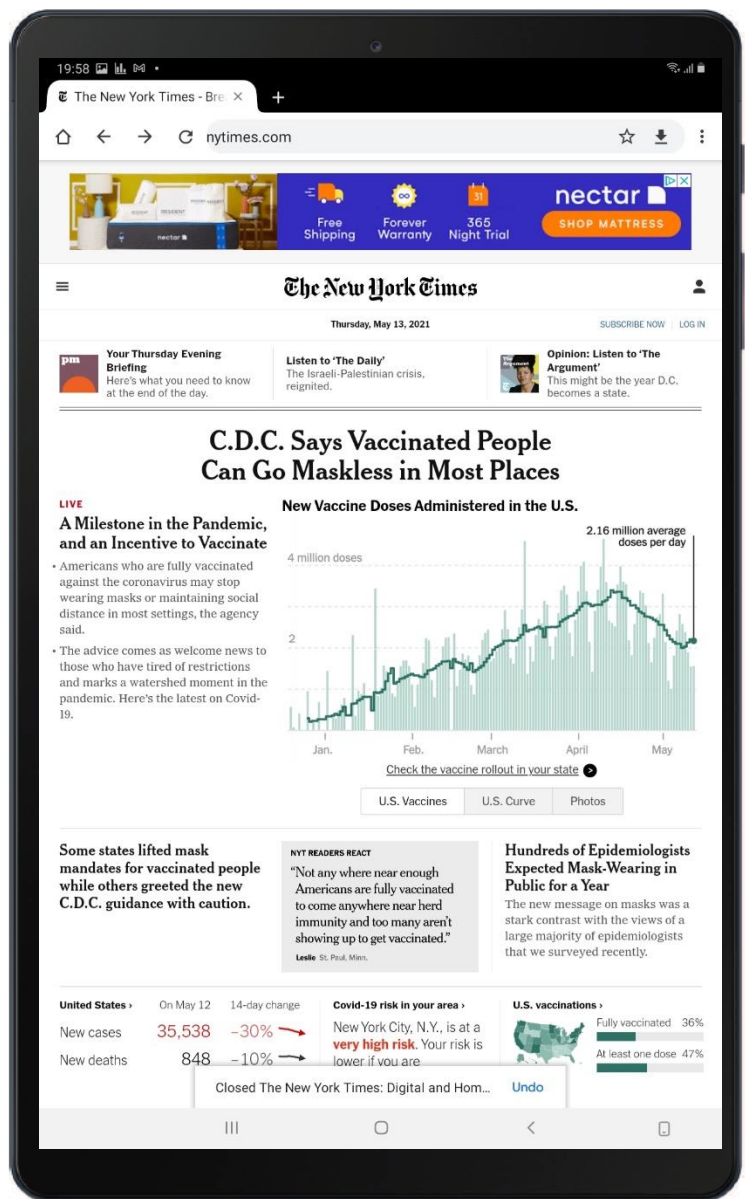 19:58
The New York Times - Bre
nytimes.com
RESIDENT
nectar
Free Shipping
Forever Warranty
31
365 Night Trial
nectar
SHOP MATTRESS
The New York Times
Thursday, May 13, 2021
SUBSCRIBE NOW | LOG IN
pm
Your Thursday Evening
Briefing
Here's what you need to know
at the end of the day.
Listen to 'The Daily'
The Israeli-Palestinian crisis,
reignited.
The Argument
Opinion: Listen to 'The
Argument'
This might be the year D.C.
becomes a state.
C.D.C. Says Vaccinated People
Can Go Maskless in Most Places
LIVE
A Milestone in the Pandemic,
and an Incentive to Vaccinate
• Americans who are fully vaccinated
against the coronavirus may stop
wearing masks or maintaining social
distance in most settings, the agency
said.
• The advice comes as welcome news to
those who have tired of restrictions
and marks a watershed moment in the
pandemic. Here's the latest on Covid-
19.
New Vaccine Doses Administered in the U.S.
2.16 million average
doses per day
4 million doses
2
Jan. Feb. March April May
Check the vaccine rollout in your state
U.S. Vaccines U.S. Curve Photos
Some states lifted mask
mandates for vaccinated people
while others greeted the new
C.D.C. guidance with caution.
NYT READERS REACT
“Not any where near enough
Americans are fully vaccinated
to come anywhere near herd
immunity and too many aren't
showing up to get vaccinated.”
Leslie St. Paul, Minn.
Hundreds of Epidemiologists
Expected Mask-Wearing in
Public for a Year
The new message on masks was a
stark contrast with the views of a
large majority of epidemiologists
that we surveyed recently.
United States › On May 12 14-day change
New cases 35,538 –30%
New deaths 848 –10%
Covid-19 risk in your area ›
New York City, N.Y., is at a
very high risk. Your risk is
lower if you are
U.S. vaccinations ›
Fully vaccinated 36%
At least one dose 47%
Closed The New York Times: Digital and Hom... Undo